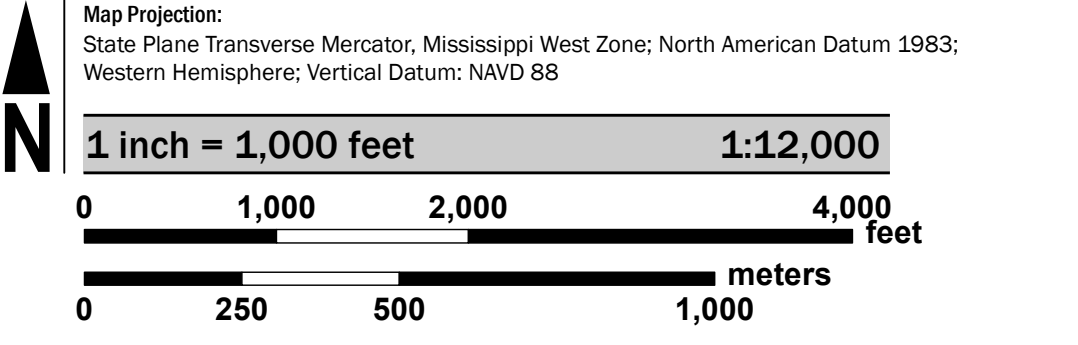 Map Projection:
State Plane Transverse Mercator, Mississippi West Zone; North American Datum 1983;
Western Hemisphere; Vertical Datum: NAVD 88
N
1 inch = 1,000 feet 1:12,000
0 1,000 2,000 4,000
feet
meters
0 250 500 1,000